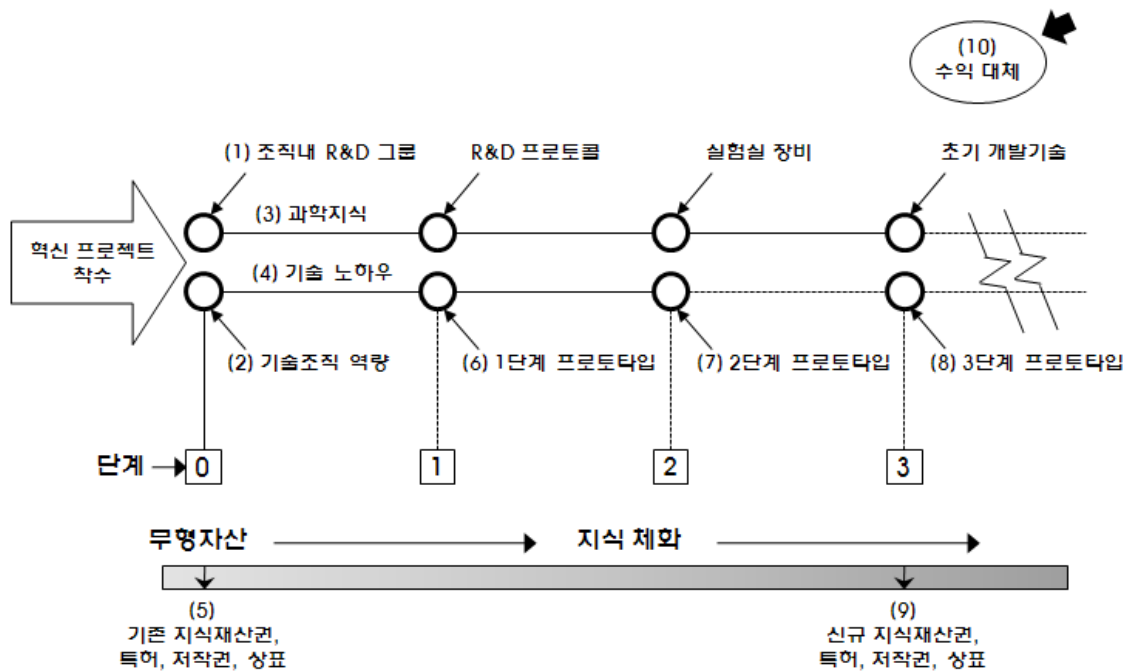 (10)
수익 대체
(1) 조직내 R&D 그룹
R&D 프로토콜
실험실 장비
초기 개발기술
(3) 과학지식
혁신 프로젝트
착수
(4) 기술 노하우
(2) 기술조직 역량
(6) 1단계 프로토타입
(7) 2단계 프로토타입
(8) 3단계 프로토타입
단계
0
1
2
3
무형자산
지식 체화
(5)
기존 지식재산권,
특허, 저작권, 상표
(9)
신규 지식재산권,
특허, 저작권, 상표